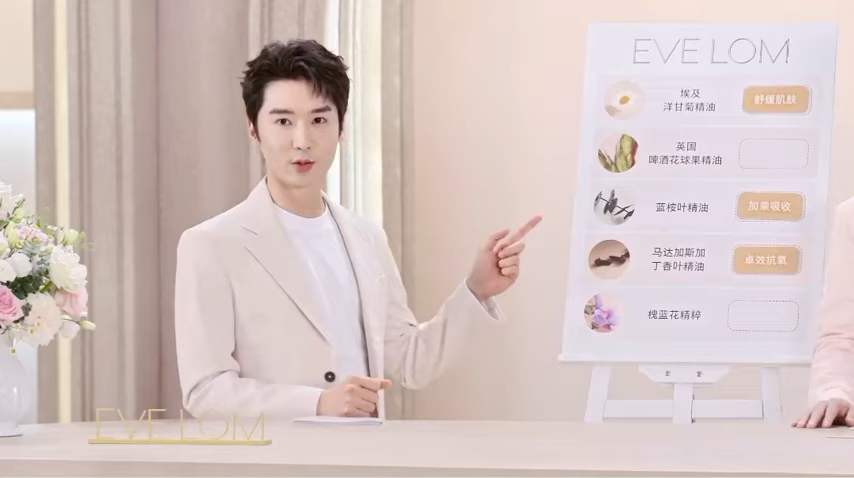 EVE LOM
埃及
洋甘菊精油
舒缓肌肤
英国
啤酒花球果精油
蓝桉叶精油
加乘吸收
马达加斯加
丁香叶精油
卓效抗氧
槐蓝花精粹
EVE LOM